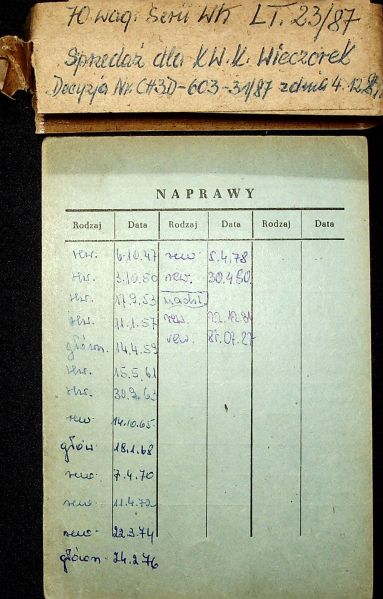 70 wag. Serii Wk LT. 23/87
Sprzedaż dla KW.K. Wieczorek
Decyzja Nr CH3D-603-31/87 z dnia 4.12.87
NAPRAWY
Rodzaj Data Rodzaj Data Rodzaj Data
rew. 6.10.47 rew 5.4.78
rew. 3.10.50 rew. 30.4.80
rew. 17.9.53 nadzl.
rew. 11.1.57 rew
główn. 14.4.59 rew.
rew. 15.5.61
rew. 30.9.63
rew 14.10.65
główn 18.1.68
rew 7.4.70
rew 11.4.72
rew 22.3.74
główn 24.2.76